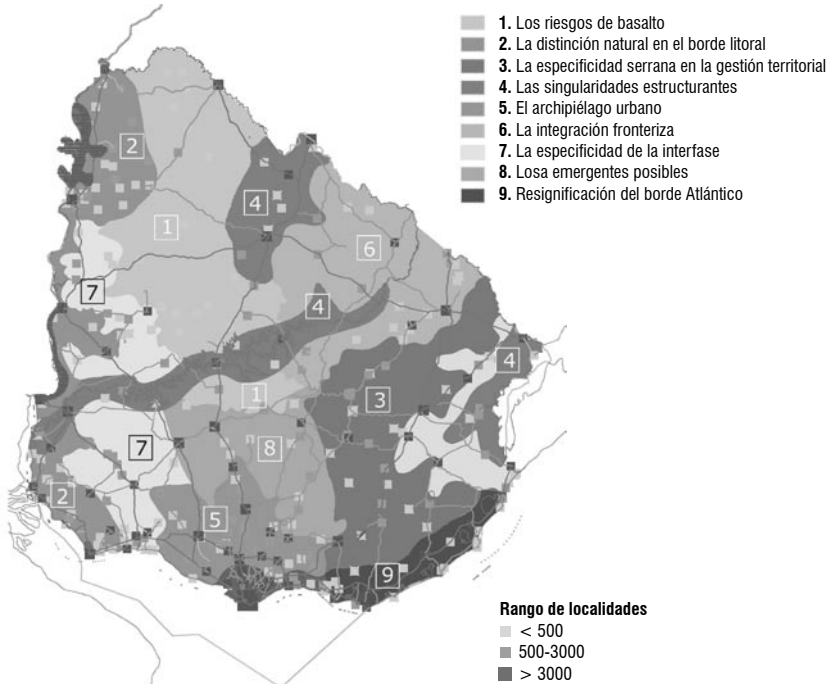 1. Los riesgos de basalto
2. La distinción natural en el borde litoral
3. La especificidad serrana en la gestión territorial
4. Las singularidades estructurantes
5. El archipiélago urbano
6. La integración fronteriza
7. La especificidad de la interfase
8. Losa emergentes posibles
9. Resignificación del borde Atlántico
2
4
1
6
7
4
4
1
3
7
8
2
5
9
Rango de localidades
< 500
500-3000
> 3000